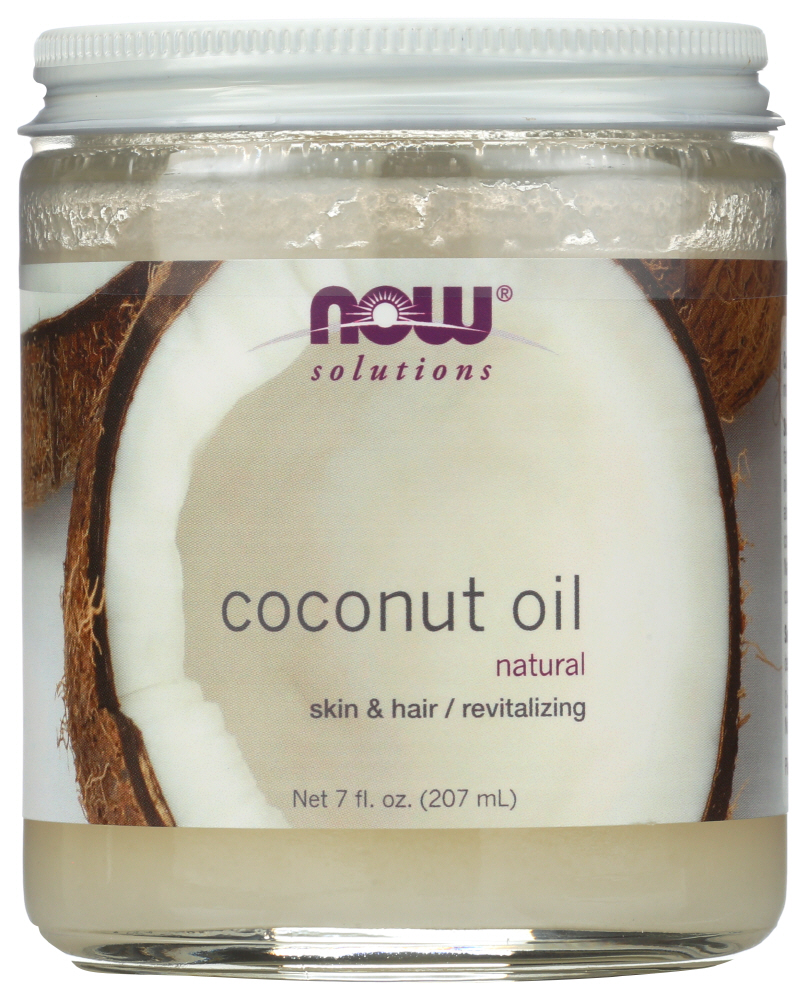 NOW®
solutions
coconut oil
natural
skin & hair / revitalizing
Net 7 fl. oz. (207 mL)